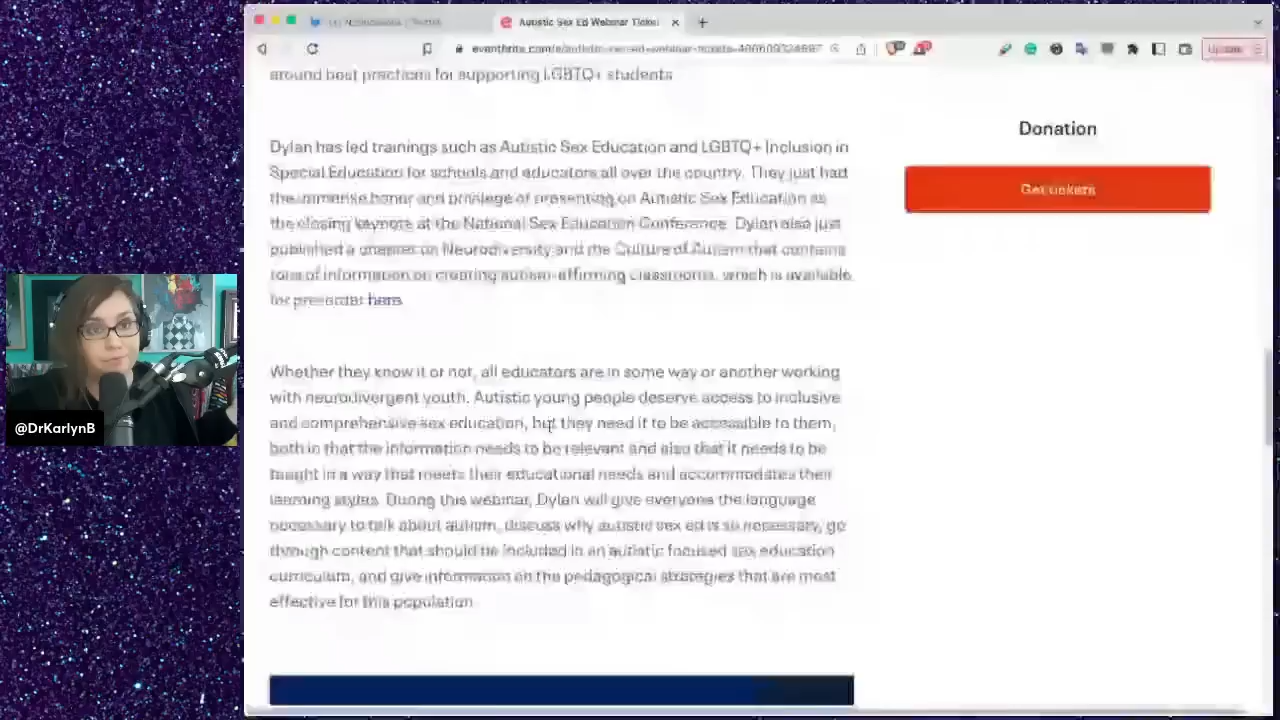 Autistic Sex Ed Webinar Ticket
Update
around best practices for supporting LGBTQ+ students
Donation
Get tickets
Dylan has led trainings such as Autistic Sex Education and LGBTQ+ Inclusion in
Special Education for schools and educators all over the country. They just had
the immense honor and privilege of presenting on Autistic Sex Education as
the closing keynote at the National Sex Education Conference. Dylan also just
published a chapter on Neurodiversity and the Culture of Autism that contains
tons of information on creating autism-affirming classrooms, which is available
for presenter here.
Whether they know it or not, all educators are in some way or another working
with neurodivergent youth. Autistic young people deserve access to inclusive
and comprehensive sex education, but they need it to be accessible to them,
both in that the information needs to be relevant and also that it needs to be
taught in a way that meets their educational needs and accommodates their
learning styles. During this webinar, Dylan will give everyone the language
necessary to talk about autism, discuss why autistic sex ed is so necessary, go
through content that should be included in an autistic focused sex education
curriculum, and give information on the pedagogical strategies that are most
effective for this population
@DrKarlynB